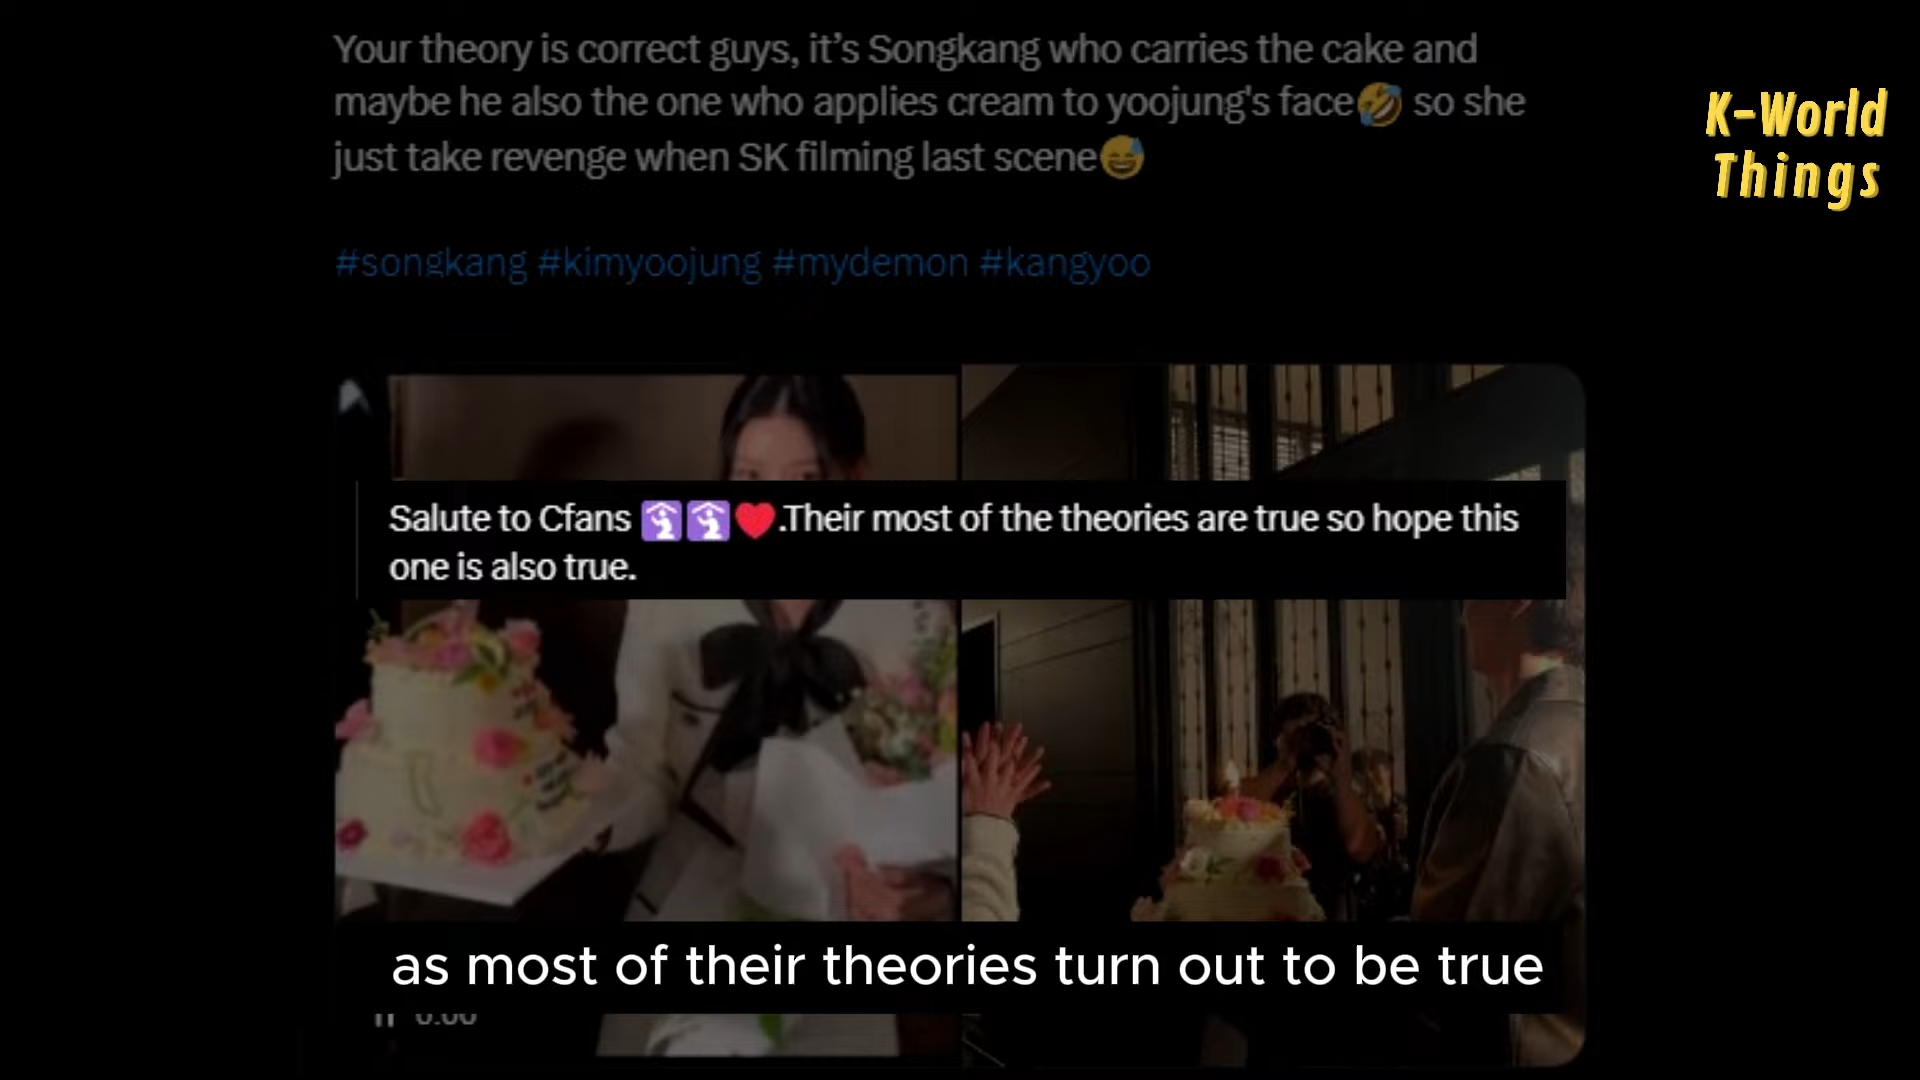 Your theory is correct guys, it’s Songkang who carries the cake and
maybe he also the one who applies cream to yoojung's face🤣 so she
just take revenge when SK filming last scene😅
#songkang #kimyoojung #mydemon #kangyoo
K-World
Things
Salute to Cfans 🛐🛐❤️.Their most of the theories are true so hope this
one is also true.
as most of their theories turn out to be true
0:00